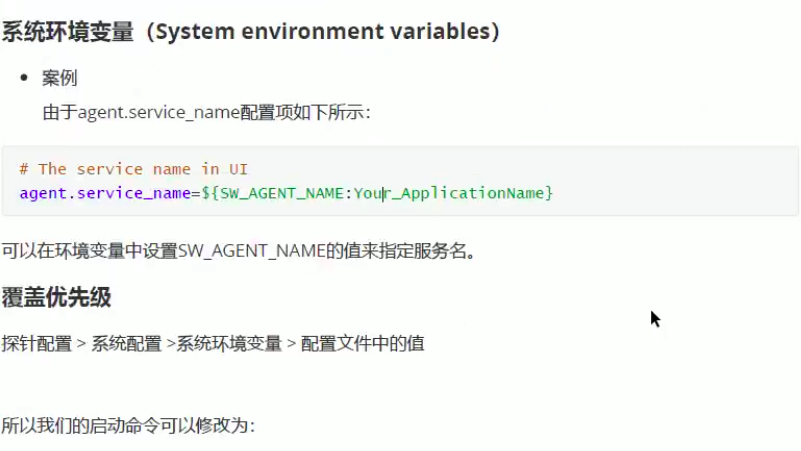 系统环境变量（System environment variables）
案例
由于agent.service_name配置项如下所示：
# The service name in UI
agent.service_name=${SW_AGENT_NAME:Your_ApplicationName}
可以在环境变量中设置SW_AGENT_NAME的值来指定服务名。
覆盖优先级
探针配置 > 系统配置 >系统环境变量 > 配置文件中的值
所以我们的启动命令可以修改为：